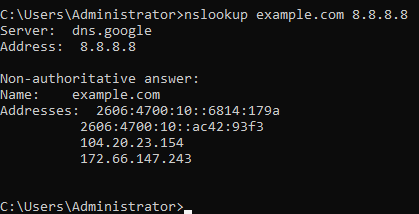 C:\Users\Administrator>nslookup example.com 8.8.8.8
Server:  dns.google
Address:  8.8.8.8

Non-authoritative answer:
Name:    example.com
Addresses:  2606:4700:10::6814:179a
          2606:4700:10::ac42:93f3
          104.20.23.154
          172.66.147.243

C:\Users\Administrator>